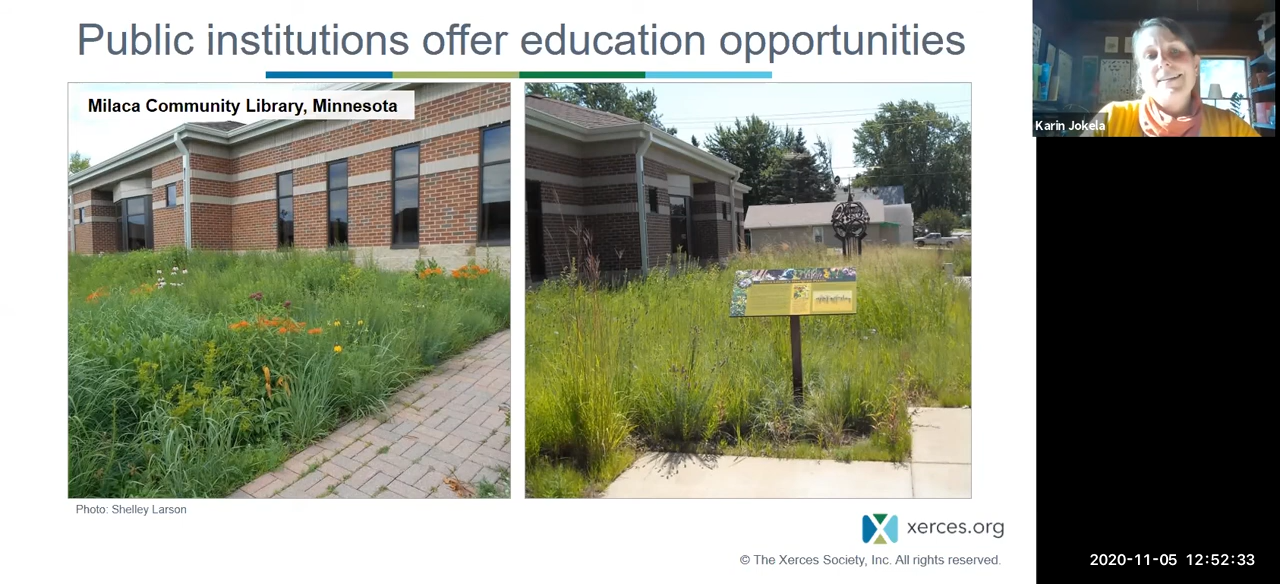 Public institutions offer education opportunities
Milaca Community Library, Minnesota
Photo: Shelley Larson
xerces.org
© The Xerces Society, Inc. All rights reserved.
Karin Jokela
2020-11-05 12:52:33